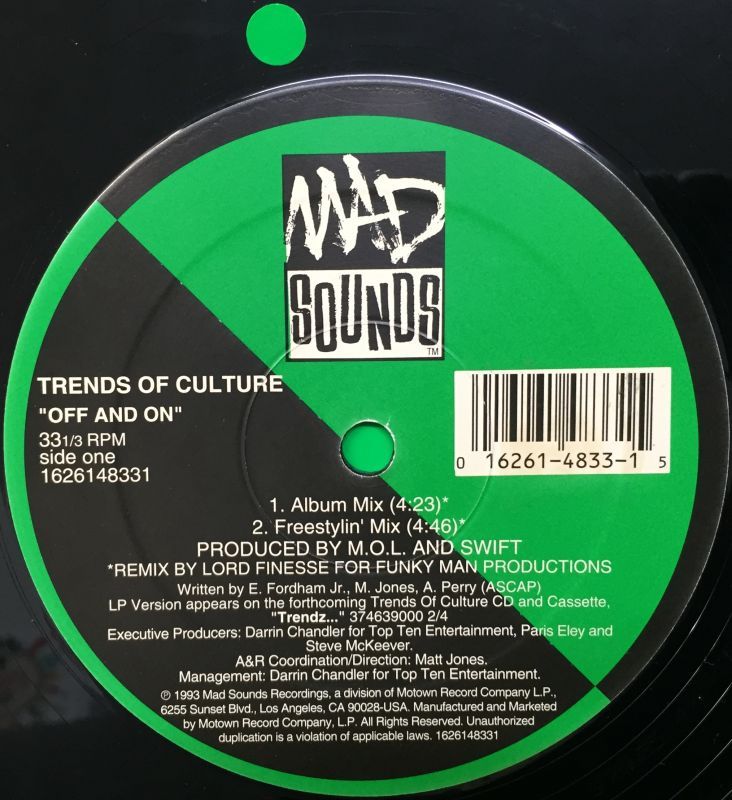 MAD
SOUNDS
TM
TRENDS OF CULTURE
"OFF AND ON"
33 1/3 RPM
side one
1626148331
0 16261-4833-1 5
1. Album Mix (4:23)*
2. Freestylin' Mix (4:46)*
PRODUCED BY M.O.L. AND SWIFT
*REMIX BY LORD FINESSE FOR FUNKY MAN PRODUCTIONS
Written by E. Fordham Jr., M. Jones, A. Perry (ASCAP)
LP Version appears on the forthcoming Trends Of Culture CD and Cassette,
"Trendz..." 374639000 2/4
Executive Producers: Darrin Chandler for Top Ten Entertainment, Paris Eley and
Steve McKeever.
A&R Coordination/Direction: Matt Jones.
Management: Darrin Chandler for Top Ten Entertainment.
℗ 1993 Mad Sounds Recordings, a division of Motown Record Company L.P.,
6255 Sunset Blvd., Los Angeles, CA 90028-USA. Manufactured and Marketed
by Motown Record Company, L.P. All Rights Reserved. Unauthorized
duplication is a violation of applicable laws. 1626148331